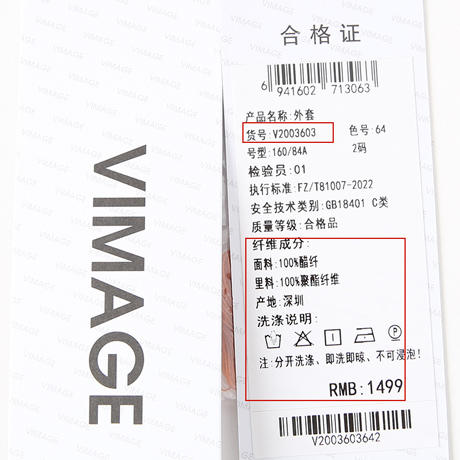 VIMAGE
合格证
6 941602 713063
产品名称:外套
货号:V2003603 色号:64
号型:160/84A 2码
检验员:01
执行标准:FZ/T81007-2022
安全技术类别:GB18401 C类
质量等级:合格品
纤维成分:
面料:100%醋纤
里料:100%聚酯纤维
产地:深圳
洗涤说明:
注:分开洗涤、即洗即晾、不可浸泡!
RMB:1499
V2003603642